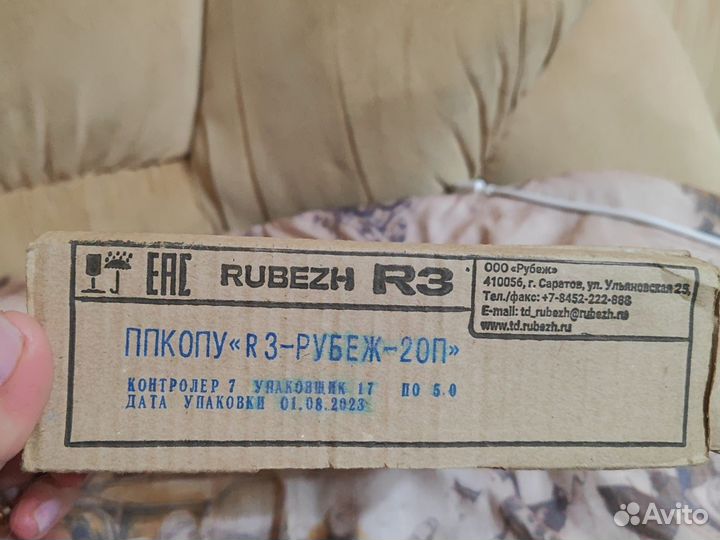 EAC RUBEZH R3
ООО «Рубеж»
410056, г. Саратов, ул. Ульяновская 25,
Тел./факс: +7-8452-222-888
E-mail: td_rubezh@rubezh.ru
www.td.rubezh.ru
ППКОПУ«R3-РУБЕЖ-20П»
КОНТРОЛЕР 7 УПАКОВЩИК 17 ПО 5.0
ДАТА УПАКОВКИ 01.08.2023
Avito